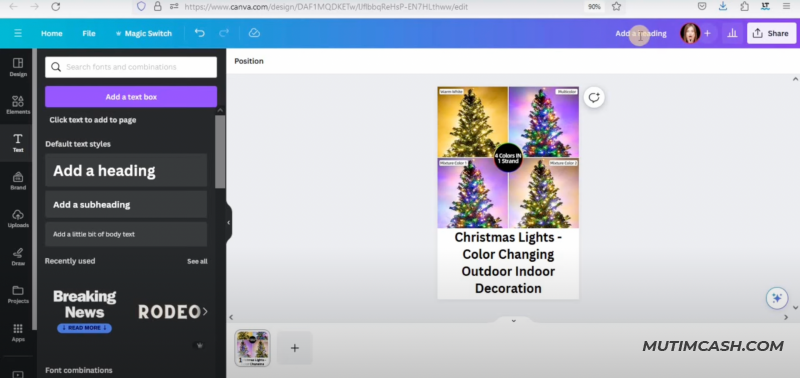 https://www.canva.com/design/DAF1MQDKETw/UflbbqReHxP-EN7HLthww/edit
90%
Home
File
Magic Switch
Add a heading
Share
Design
Elements
Text
Brand
Uploads
Draw
Projects
Apps
Search fonts and combinations
Add a text box
Click text to add to page
Default text styles
Add a heading
Add a subheading
Add a little bit of body text
Recently used
See all
Breaking
News
READ MORE
RODEO
Font combinations
Position
Warm White
Multicolor
4 Colors IN
1 Strand
Mixture Color 1
Mixture Color 2
Christmas Lights -
Color Changing
Outdoor Indoor
Decoration
1
MUTIMCASH.COM